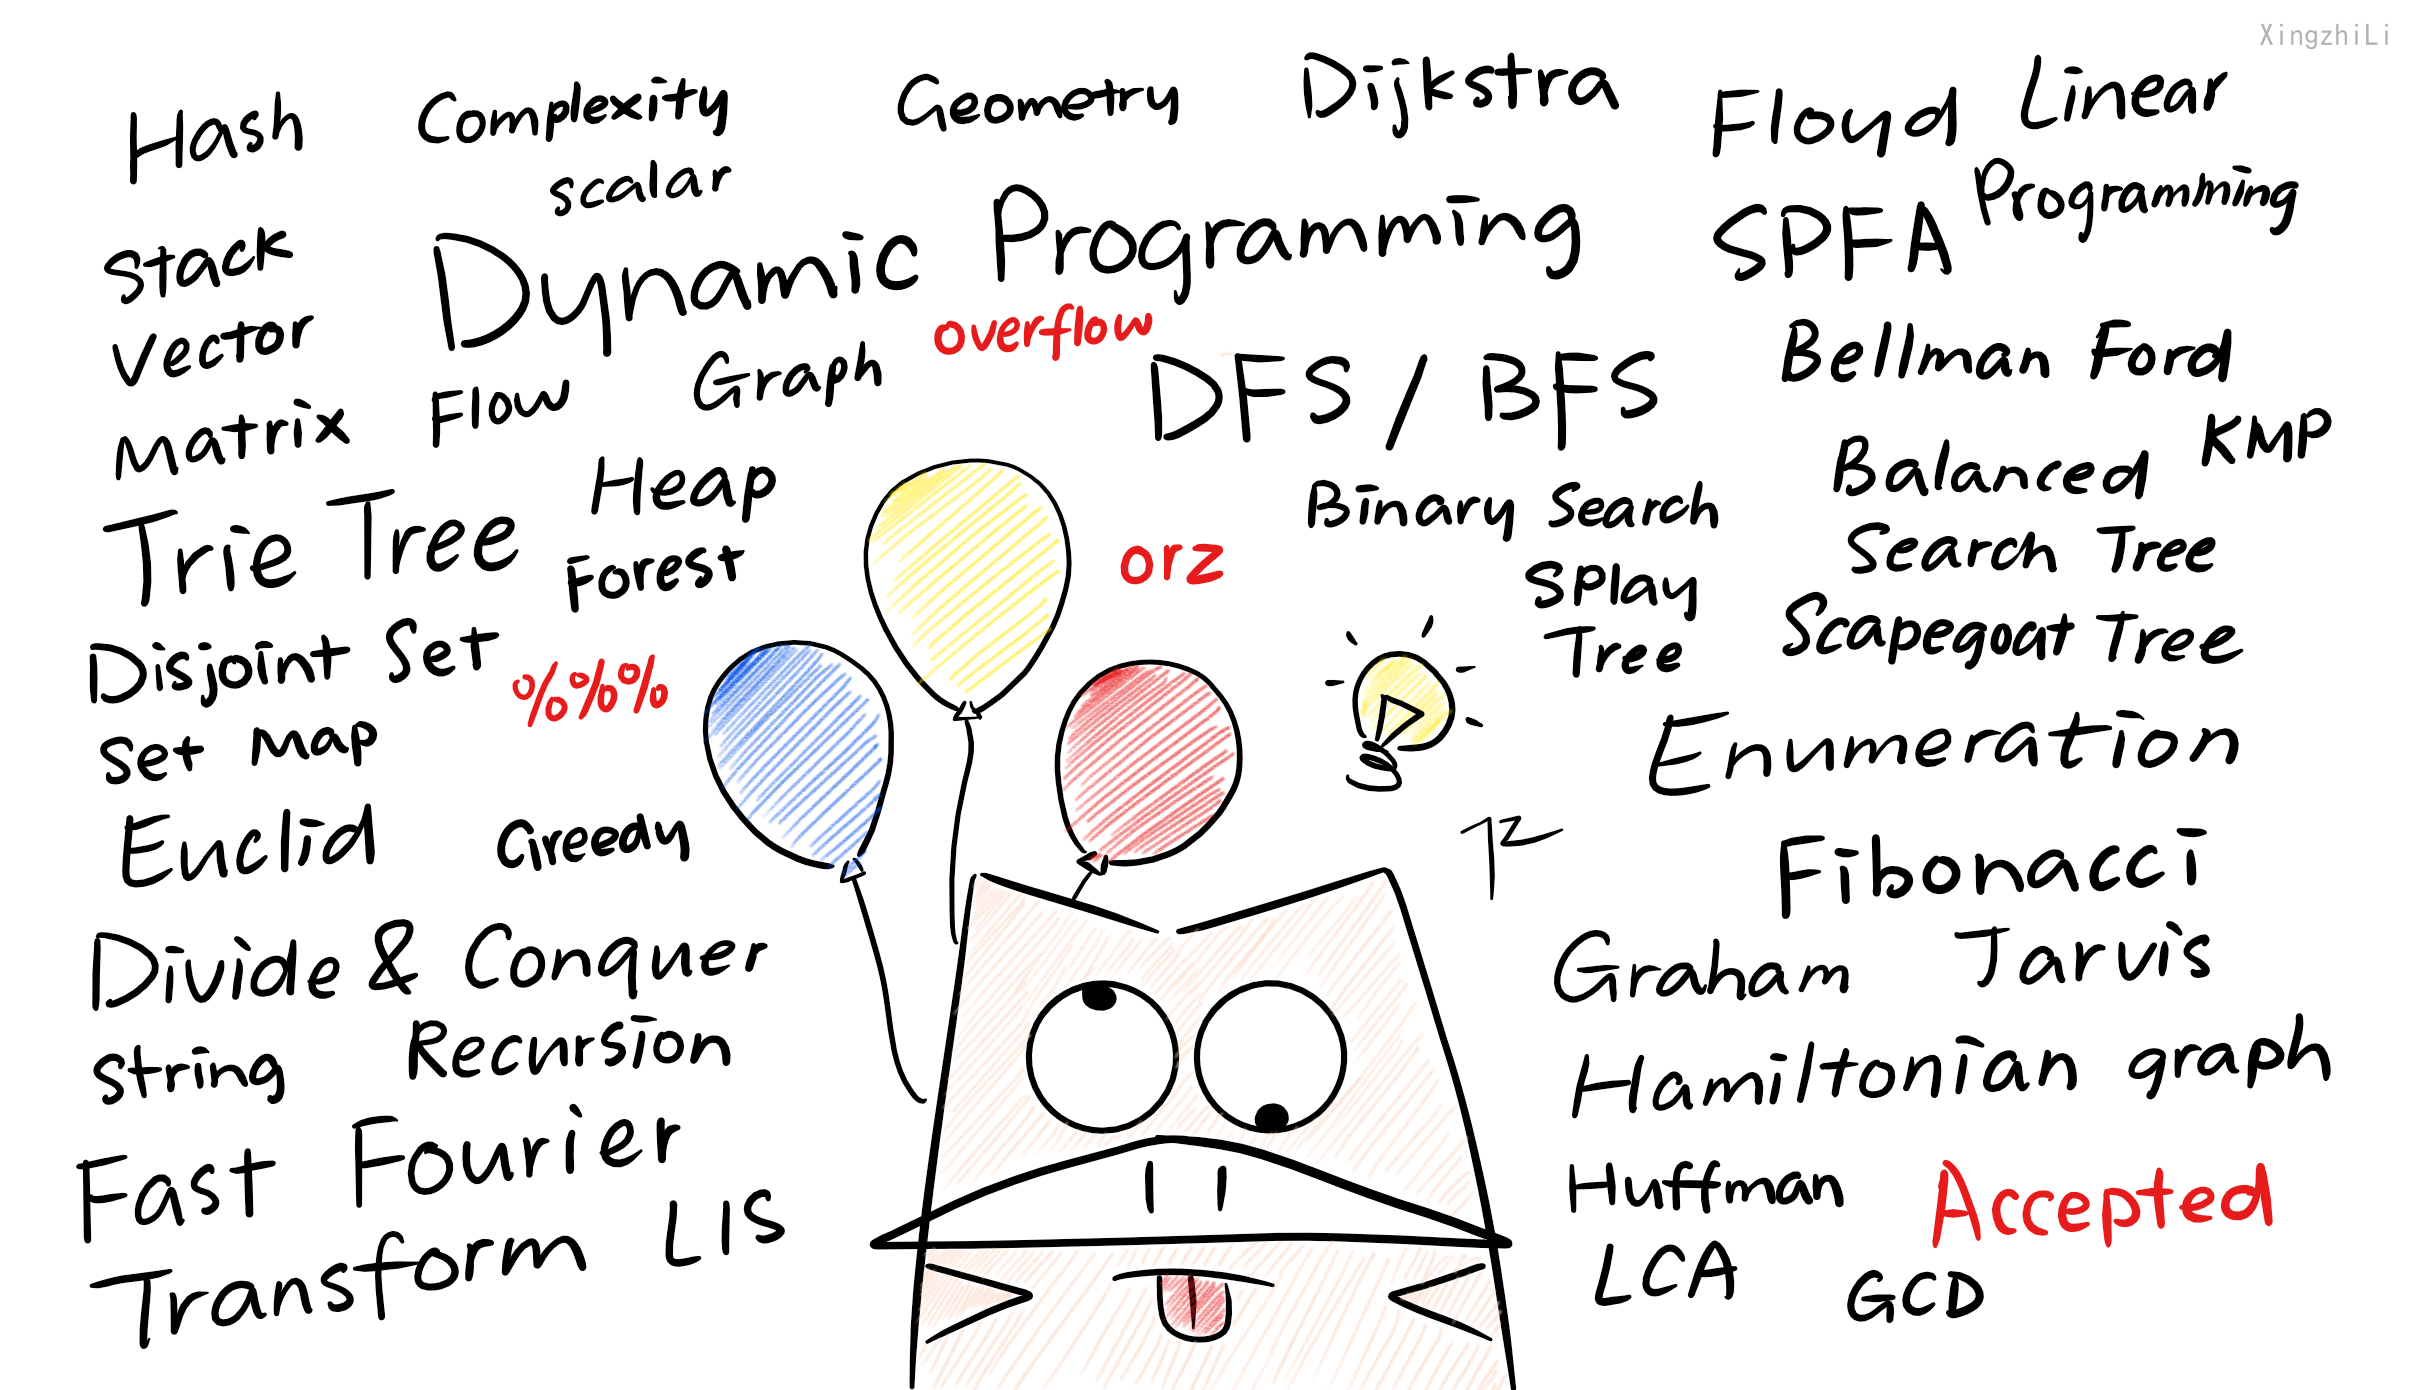 XingzhiLi
Hash
Complexity
Geometry
Dijkstra
Floyd
Linear
Programming
scalar
Stack
Dynamic Programming
SPFA
Vector
overflow
Matrix
Flow
Graph
DFS / BFS
Bellman Ford
KMP
Trie Tree
Heap
Forest
orz
Binary Search
Balanced
Search Tree
Splay
Tree
Scapegoat Tree
Disjoint Set
%%%
Set Map
Enumeration
Euclid
Greedy
Fibonacci
Divide & Conquer
Graham
Jarvis
String
Recursion
Hamiltonian graph
Fast Fourier
Transform
LIS
Huffman
Accepted
LCA
GCD